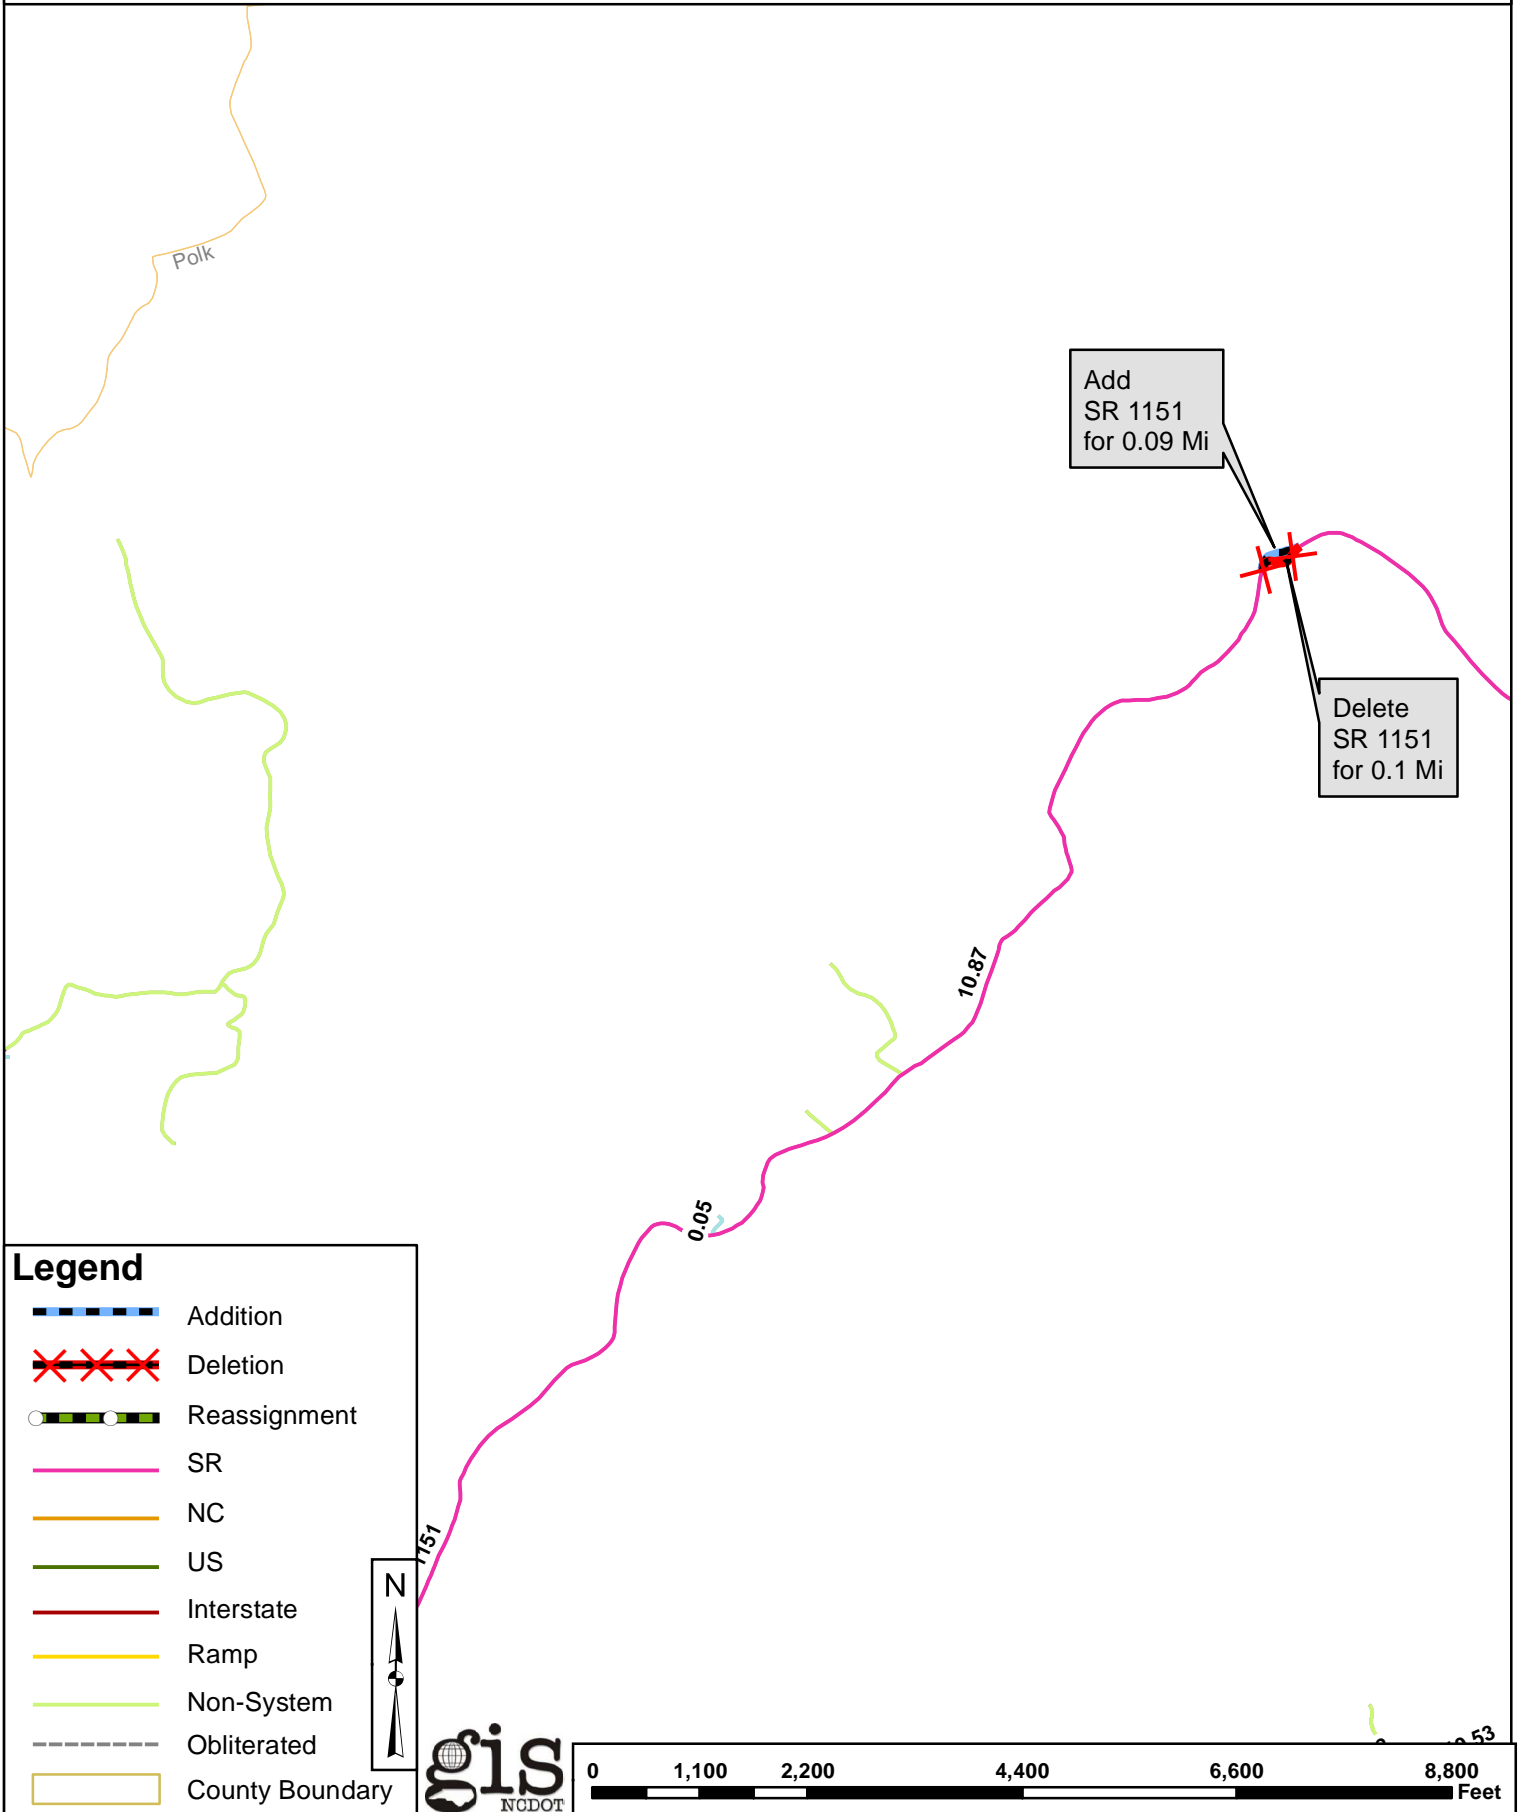 Polk
Add
SR 1151
for 0.09 Mi
Delete
SR 1151
for 0.1 Mi
10.87
0.05
Legend
Addition
Deletion
Reassignment
SR
NC
US
Interstate
Ramp
Non-System
Obliterated
County Boundary
1151
N
gis
NCDOT
0 1,100 2,200 4,400 6,600 8,800
Feet